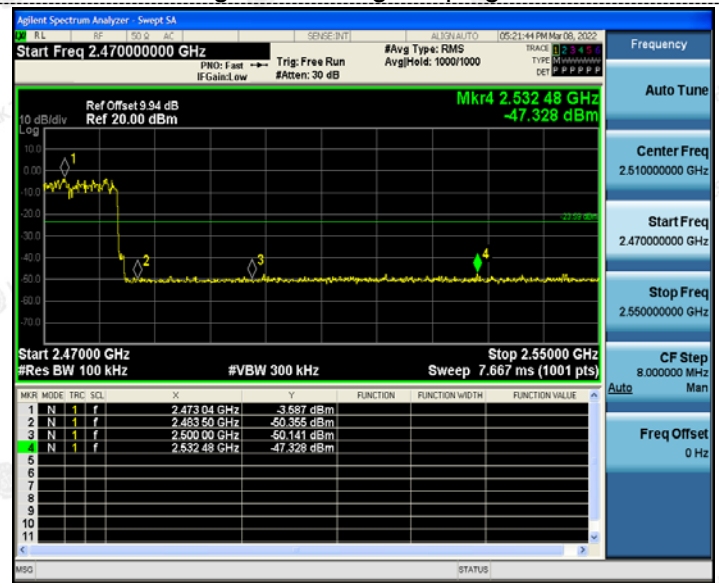 Agilent Spectrum Analyzer - Swept SA
RL RF 50 Ω AC SENSE:INT ALIGNAUTO 05:21:44 PM Mar 08, 2022
Start Freq 2.470000000 GHz
PNO: Fast
IFGain:Low
Trig: Free Run
#Atten: 30 dB
#Avg Type: RMS
Avg|Hold: 1000/1000
TRACE 1 2 3 4 5 6
TYPE M
DET P P P P P P
Mkr4 2.532 48 GHz
-47.328 dBm
Ref Offset 9.94 dB
10 dB/div Ref 20.00 dBm
Log
10.0
0.00
-10.0
-20.0
-30.0
-40.0
-50.0
-60.0
-70.0
1
2
3
4
-23.59 dBm
Start 2.47000 GHz Stop 2.55000 GHz
#Res BW 100 kHz #VBW 300 kHz Sweep 7.667 ms (1001 pts)
MKR MODE TRC SCL X Y FUNCTION FUNCTION WIDTH FUNCTION VALUE
1 N 1 f 2.473 04 GHz -3.587 dBm
2 N 1 f 2.483 50 GHz -50.355 dBm
3 N 1 f 2.500 00 GHz -50.141 dBm
4 N 1 f 2.532 48 GHz -47.328 dBm
5
6
7
8
9
10
11
MSG STATUS
Frequency
Auto Tune
Center Freq
2.510000000 GHz
Start Freq
2.470000000 GHz
Stop Freq
2.550000000 GHz
CF Step
8.000000 MHz
Auto Man
Freq Offset
0 Hz